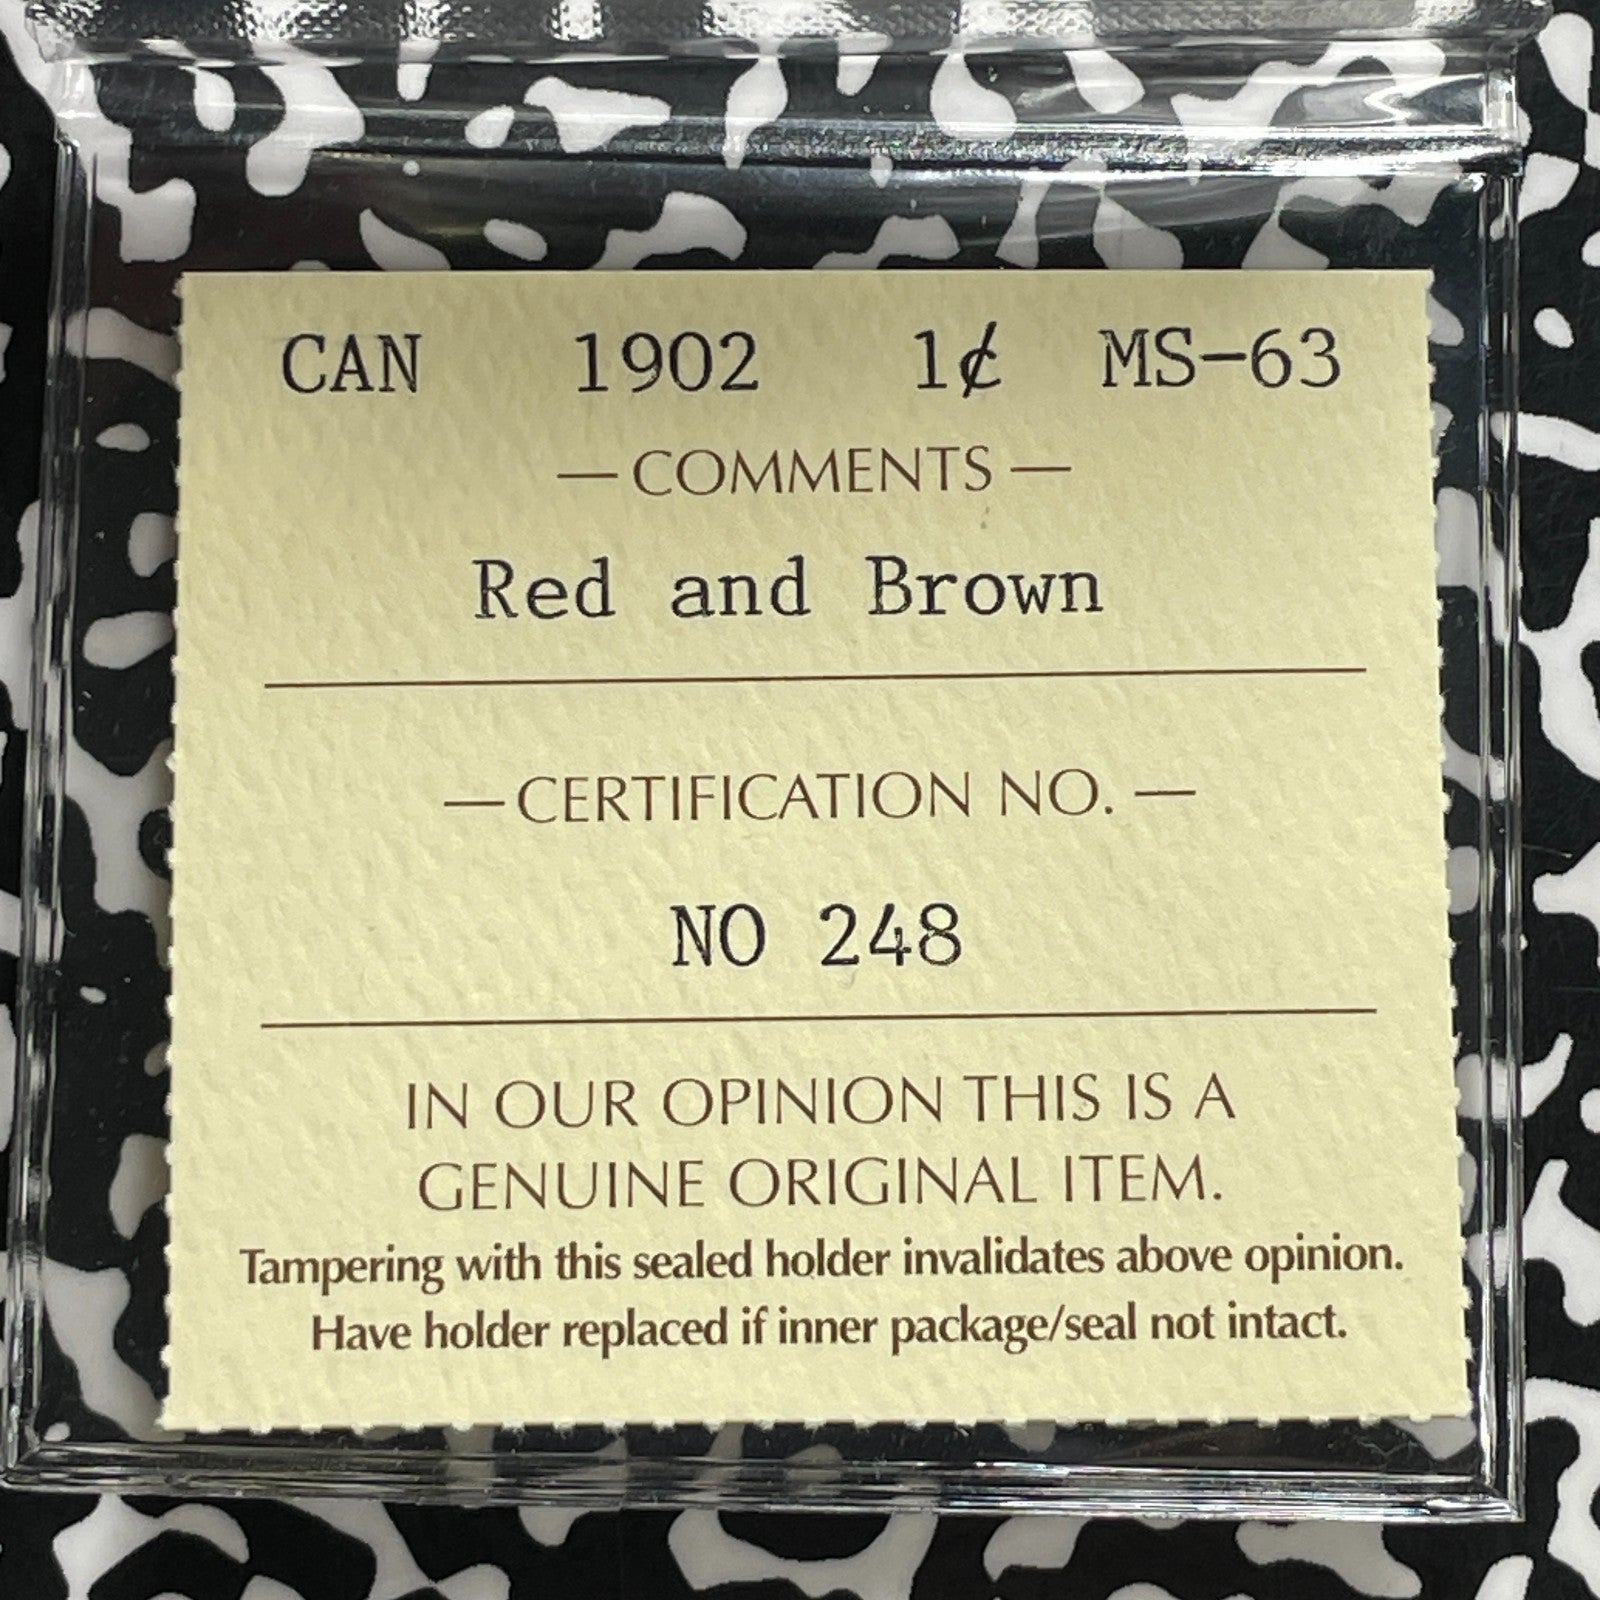 CAN 1902 1¢ MS-63
— COMMENTS —
Red and Brown
— CERTIFICATION NO. —
NO 248
IN OUR OPINION THIS IS A
GENUINE ORIGINAL ITEM.
Tampering with this sealed holder invalidates above opinion.
Have holder replaced if inner package/seal not intact.